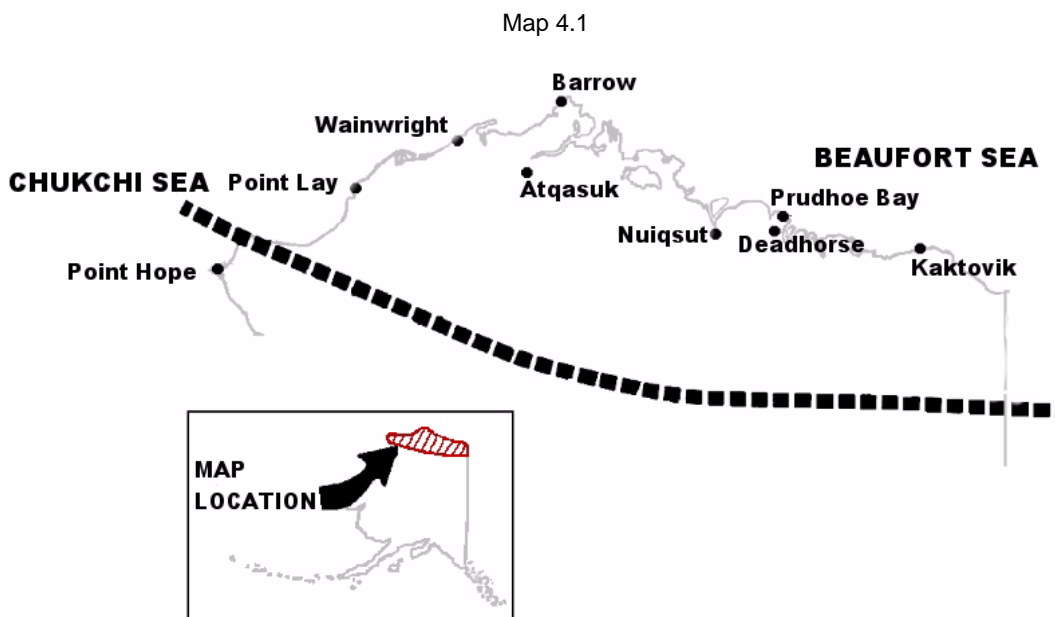 Map 4.1
Barrow
Wainwright
BEAUFORT SEA
CHUKCHI SEA
Point Lay
Atqasuk
Prudhoe Bay
Nuiqsut
Deadhorse
Point Hope
Kaktovik
MAP
LOCATION